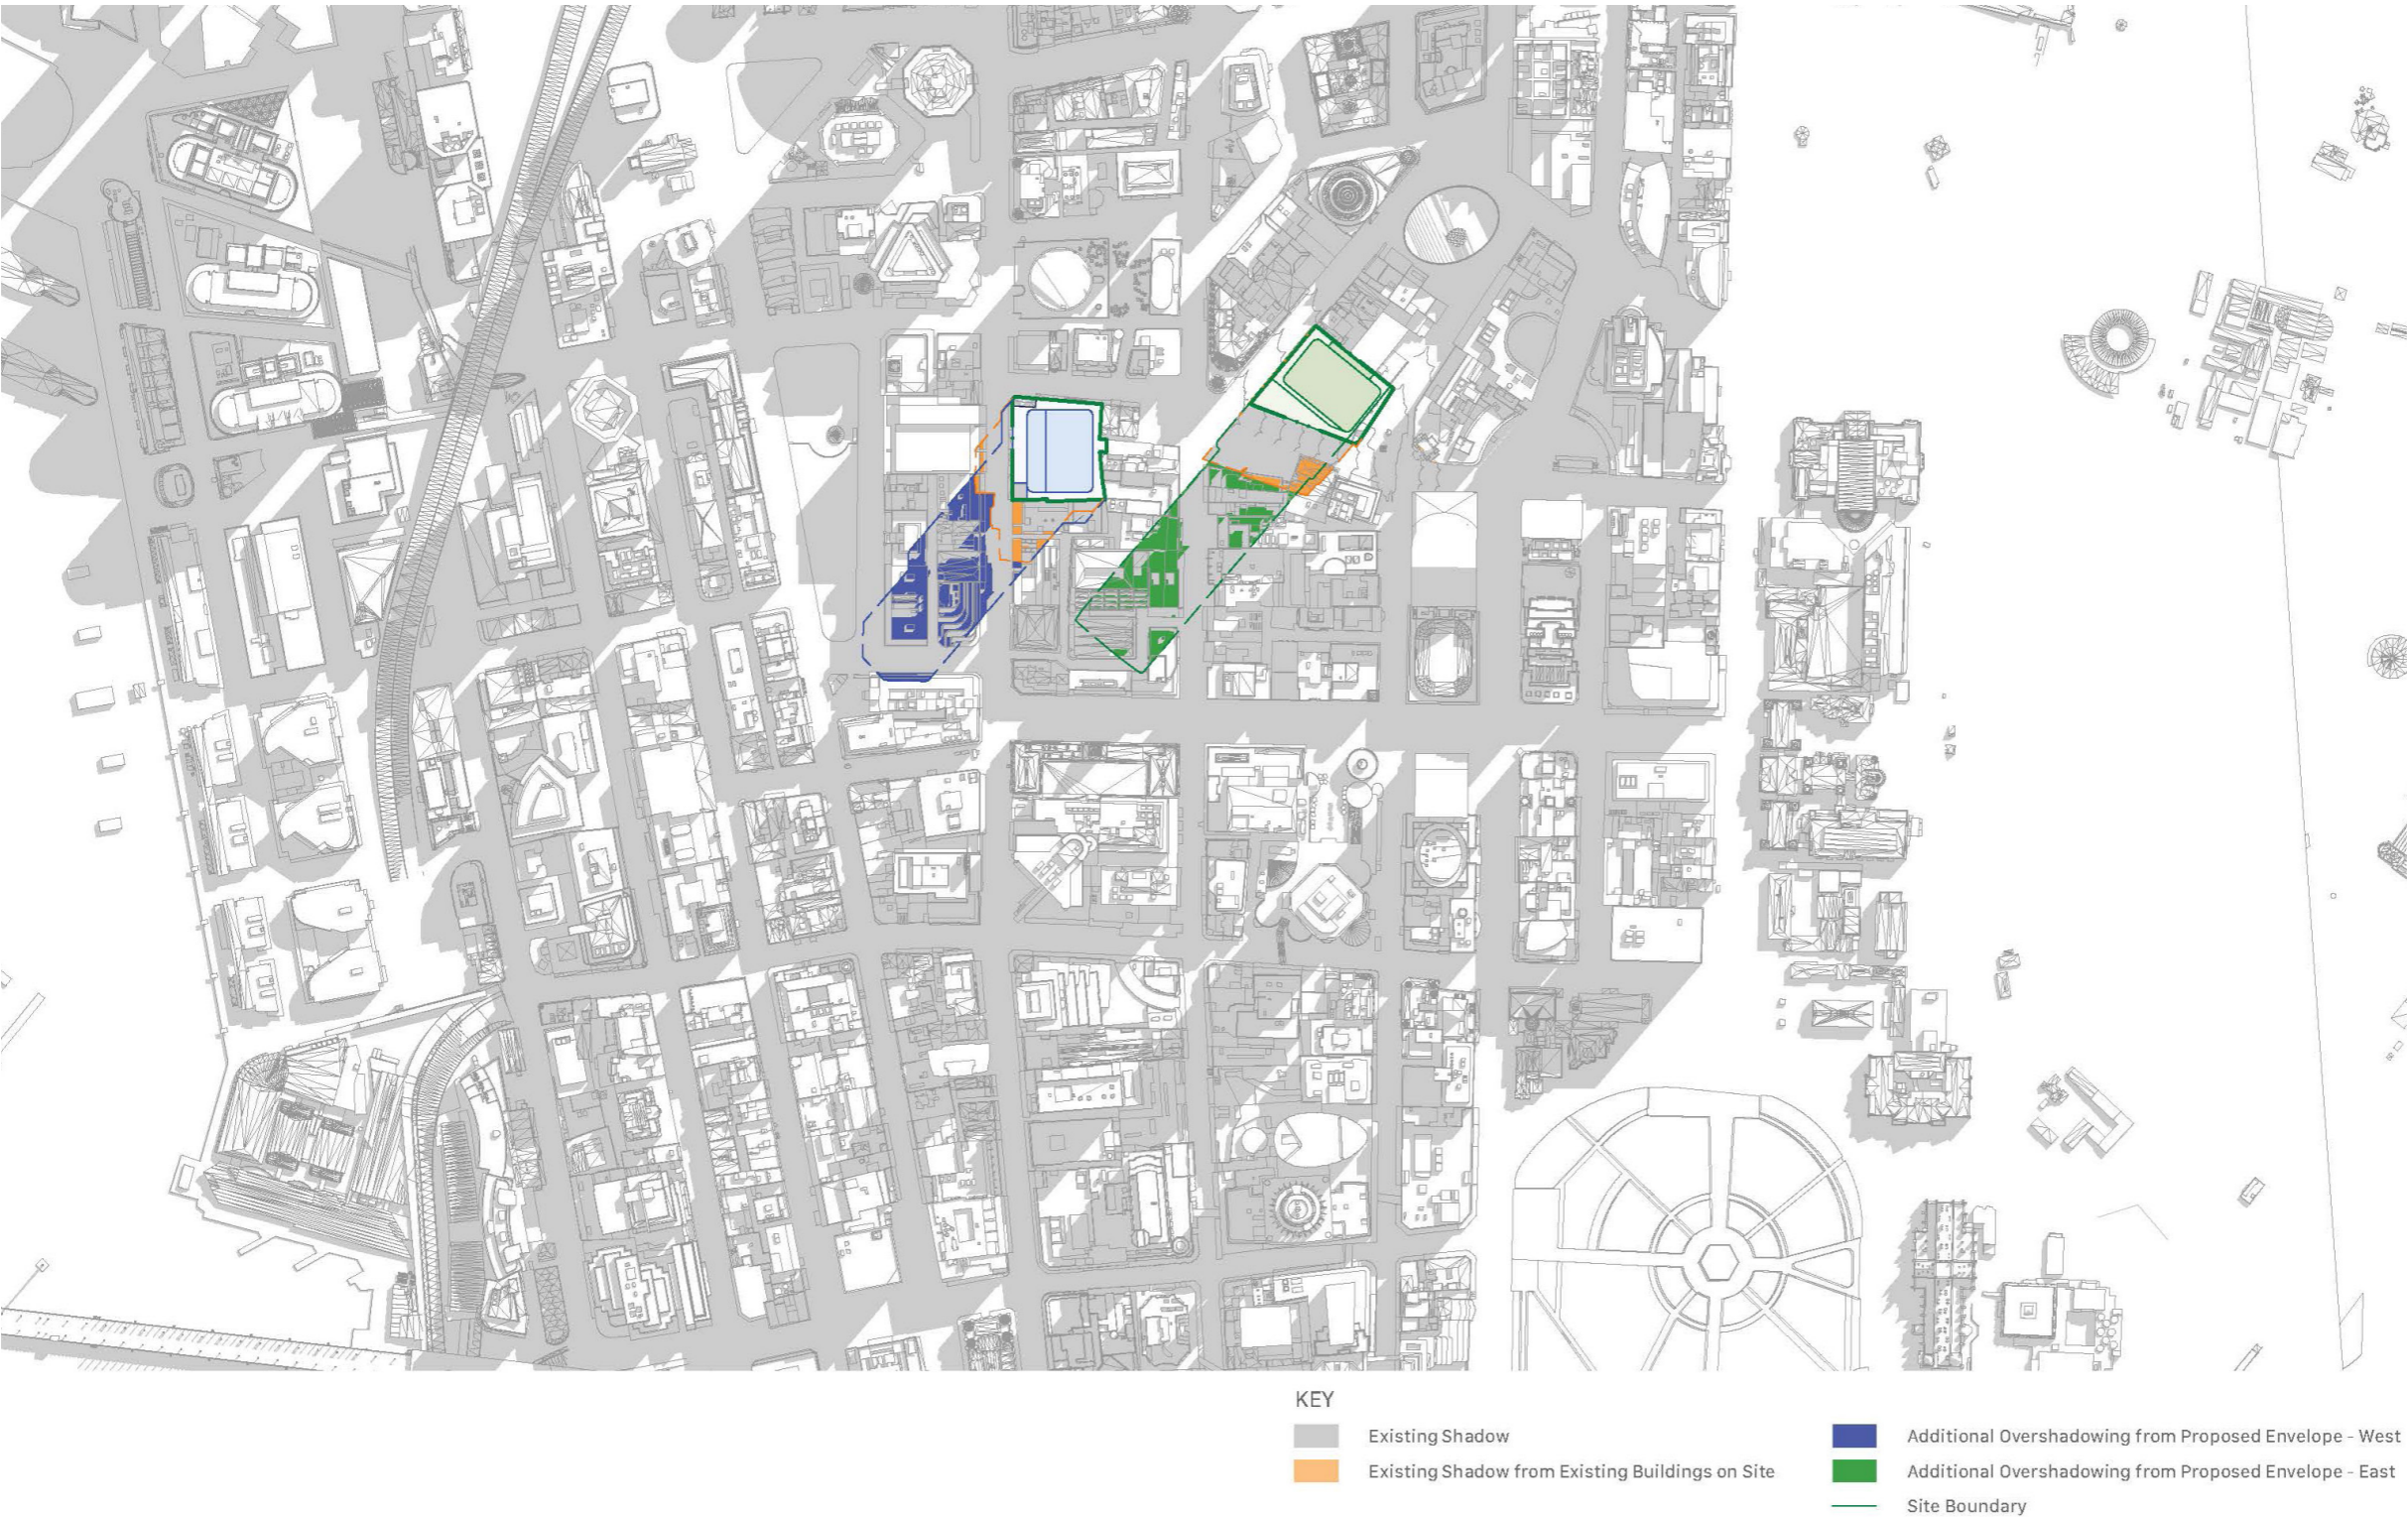 KEY
Existing Shadow
Existing Shadow from Existing Buildings on Site
Additional Overshadowing from Proposed Envelope - West
Additional Overshadowing from Proposed Envelope - East
Site Boundary